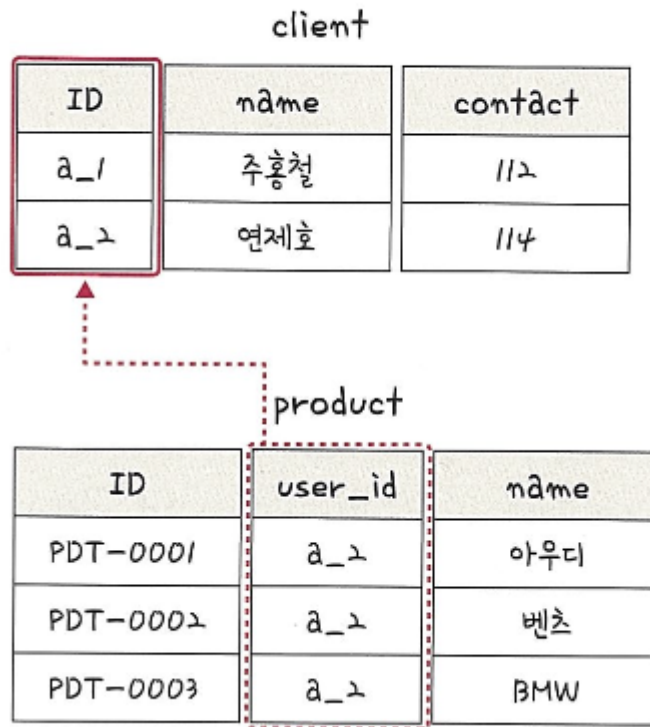 client
ID name contact
a_1 주홍철 112
a_2 연제호 114
product
ID user_id name
PDT-0001 a_2 아우디
PDT-0002 a_2 벤츠
PDT-0003 a_2 BMW